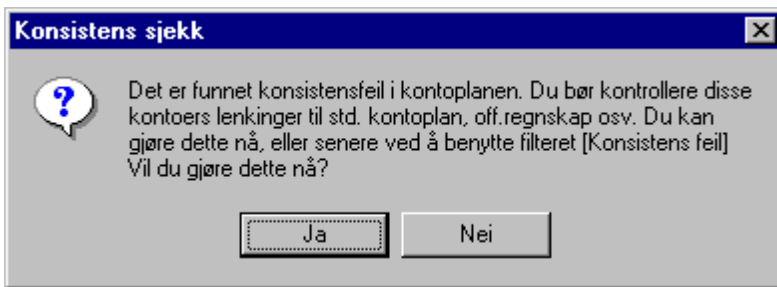 Konsistens sjekk
Det er funnet konsistensfeil i kontoplanen. Du bør kontrollere disse
kontoers lenkinger til std. kontoplan, off.regnskap osv. Du kan
gjøre dette nå, eller senere ved å benytte filteret [Konsistens feil]
Vil du gjøre dette nå?
Ja
Nei